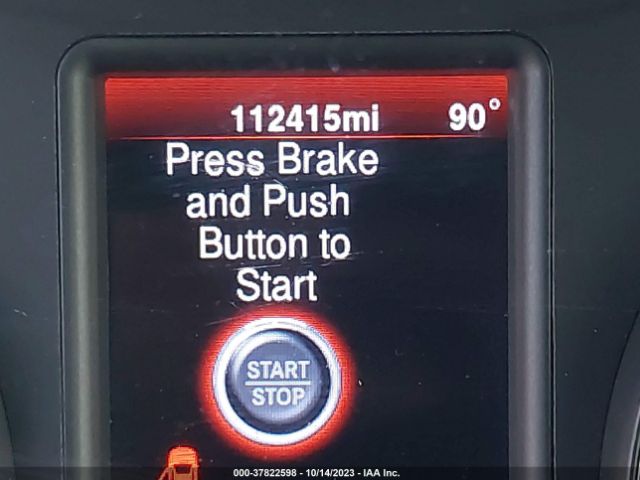 112415mi 90°
Press Brake
and Push
Button to
Start
START
STOP
000-37822598 - 10/14/2023 - IAA Inc.